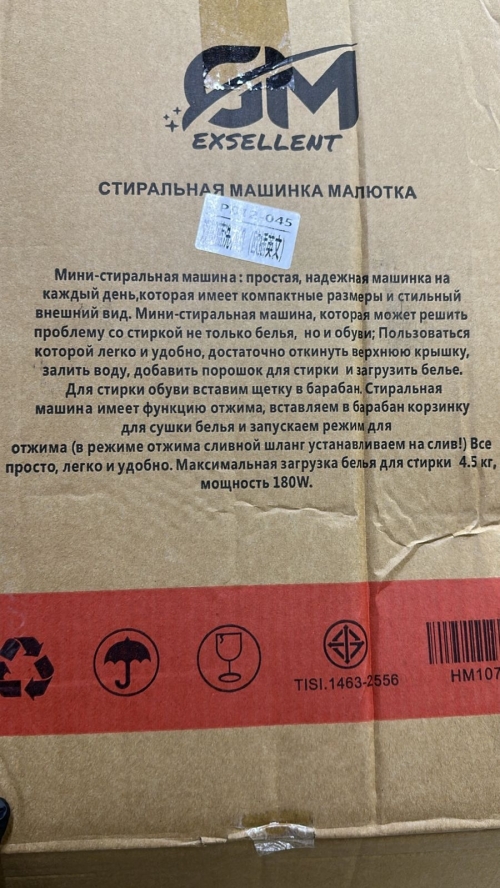 GM
EXSELLENT
СТИРАЛЬНАЯ МАШИНКА МАЛЮТКА
Мини-стиральная машина: простая, надежная машинка на
каждый день,которая имеет компактные размеры и стильный
внешний вид. Мини-стиральная машина, которая может решить
проблему со стиркой не только белья, но и обуви; Пользоваться
которой легко и удобно, достаточно откинуть верхнюю крышку,
залить воду, добавить порошок для стирки и загрузить белье.
Для стирки обуви вставим щетку в барабан. Стиральная
машина имеет функцию отжима, вставляем в барабан корзинку
для сушки белья и запускаем режим для
отжима (в режиме отжима сливной шланг устанавливаем на слив!) Все
просто, легко и удобно. Максимальная загрузка белья для стирки 4.5 кг,
мощность 180W.
TISI.1463-2556
HM107